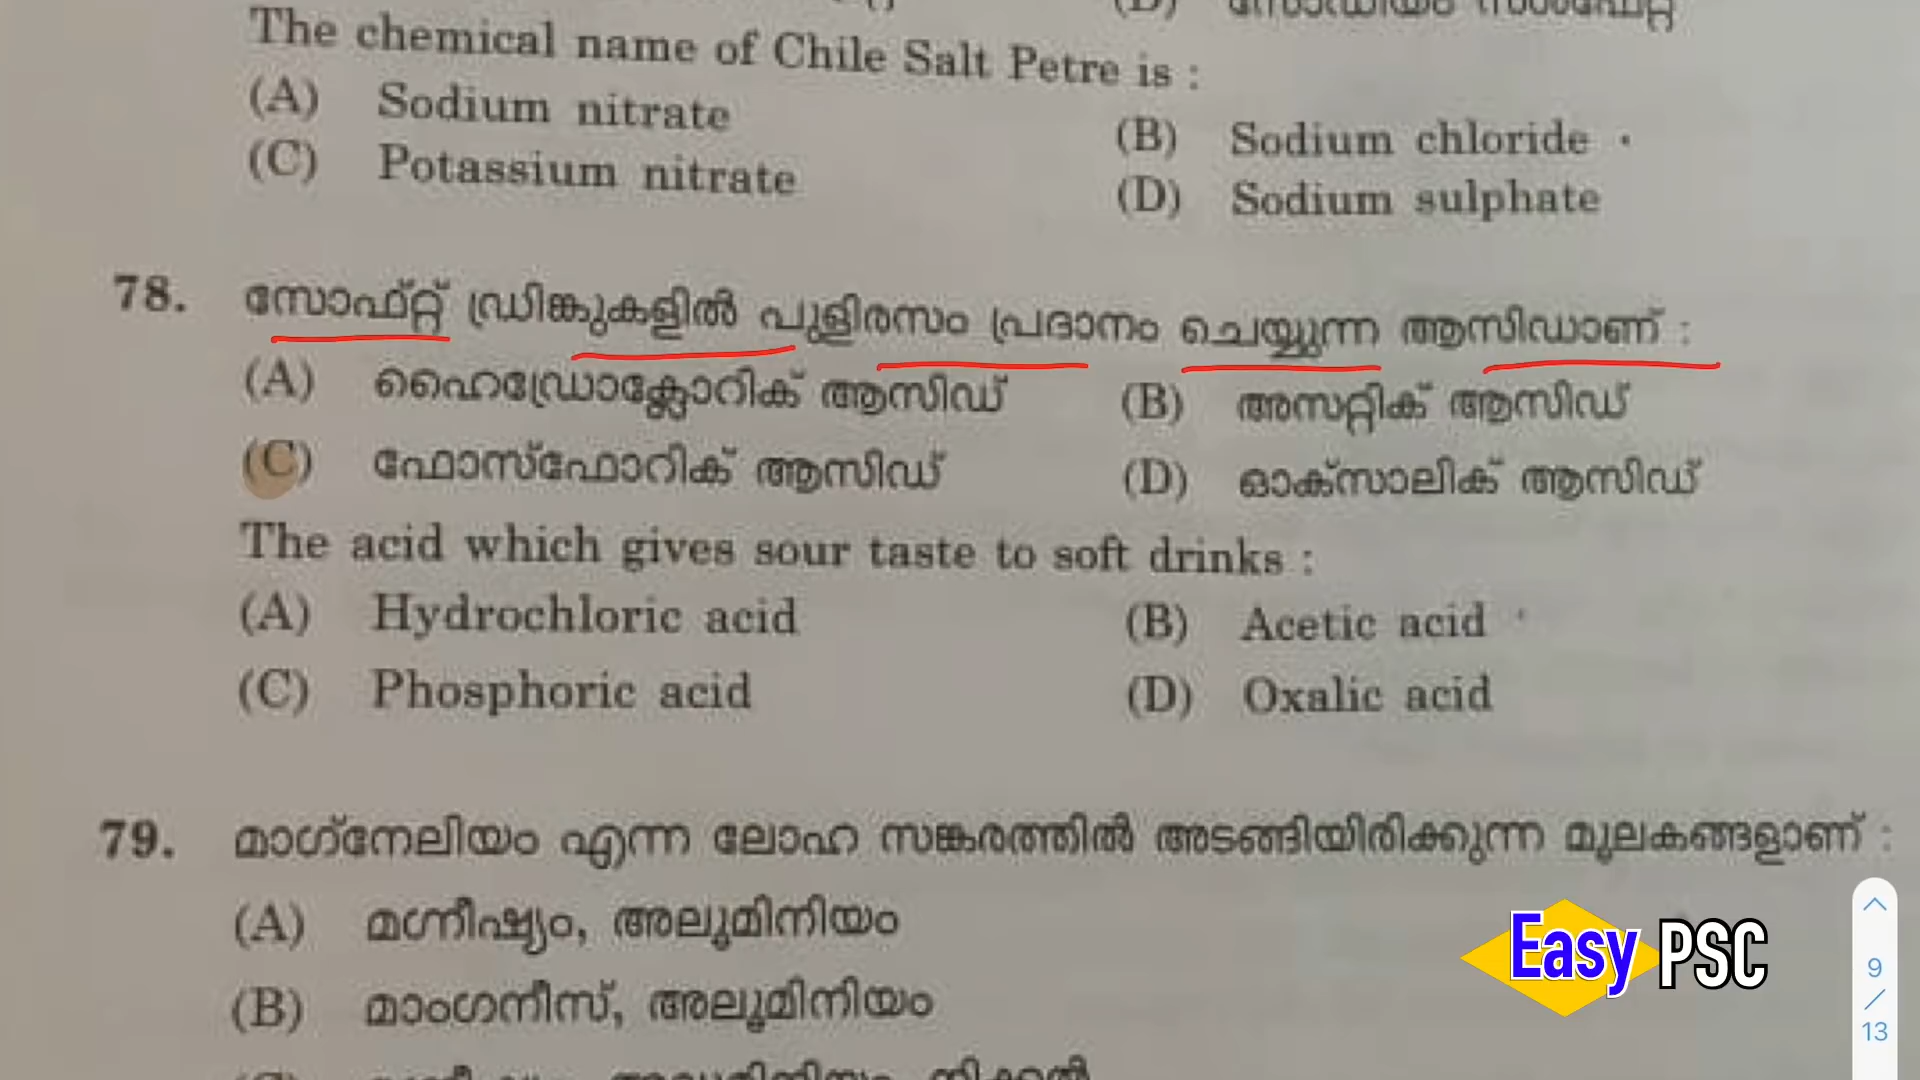 The chemical name of Chile Salt Petre is :
(A) Sodium nitrate
(B) Sodium chloride
(C) Potassium nitrate
(D) Sodium sulphate
78. സോഫ്റ്റ് ഡ്രിങ്കുകളിൽ പുളിരസം പ്രദാനം ചെയ്യുന്ന ആസിഡാണ് :
(A) ഹൈഡ്രോക്ലോറിക് ആസിഡ് (B) അസറ്റിക് ആസിഡ്
(C) ഫോസ്ഫോറിക് ആസിഡ് (D) ഓക്സാലിക് ആസിഡ്
The acid which gives sour taste to soft drinks :
(A) Hydrochloric acid (B) Acetic acid
(C) Phosphoric acid (D) Oxalic acid
79. മാഗ്നേലിയം എന്ന ലോഹ സങ്കരത്തിൽ അടങ്ങിയിരിക്കുന്ന മൂലകങ്ങളാണ് :
(A) മഗ്നീഷ്യം, അലൂമിനിയം
(B) മാംഗനീസ്, അലൂമിനിയം
Easy PSC
9
/
13